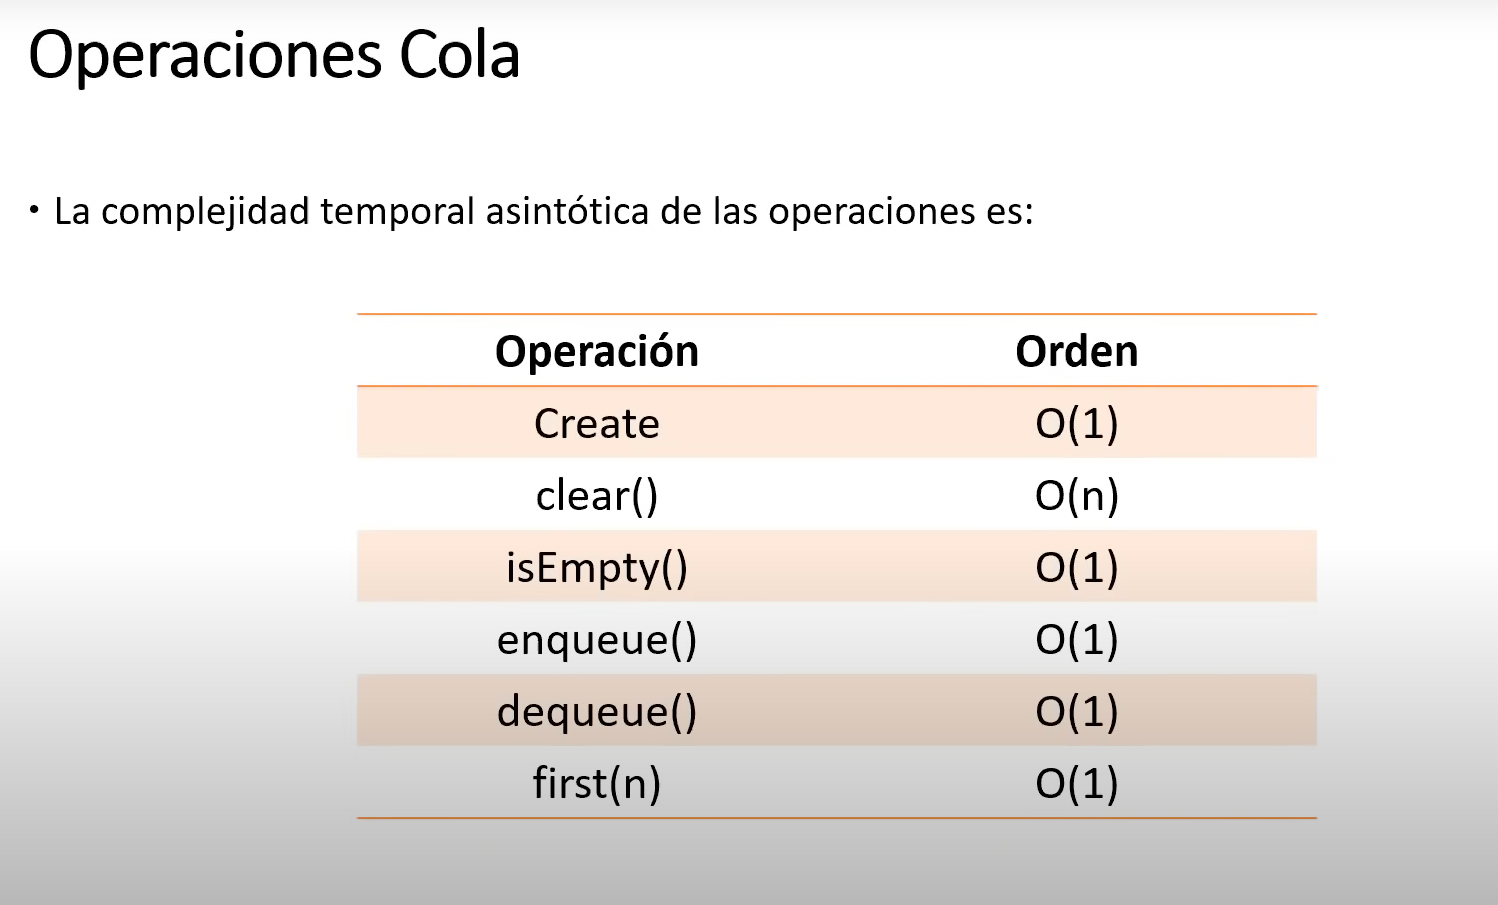 Operaciones Cola
• La complejidad temporal asintótica de las operaciones es:
Operación Orden
Create O(1)
clear() O(n)
isEmpty() O(1)
enqueue() O(1)
dequeue() O(1)
first(n) O(1)